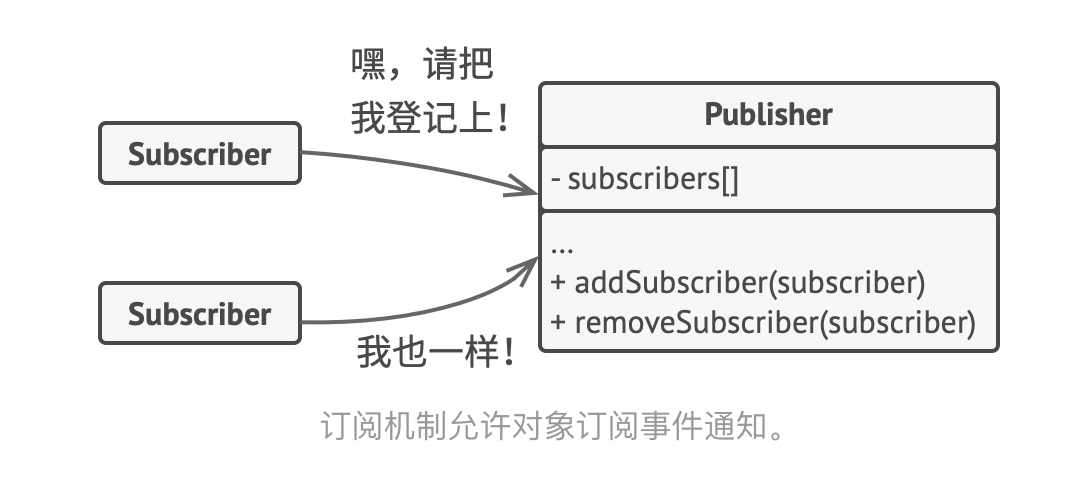 嘿，请把
我登记上！
Publisher
Subscriber
- subscribers[]
...
+ addSubscriber(subscriber)
Subscriber
+ removeSubscriber(subscriber)
我也一样！
订阅机制允许对象订阅事件通知。